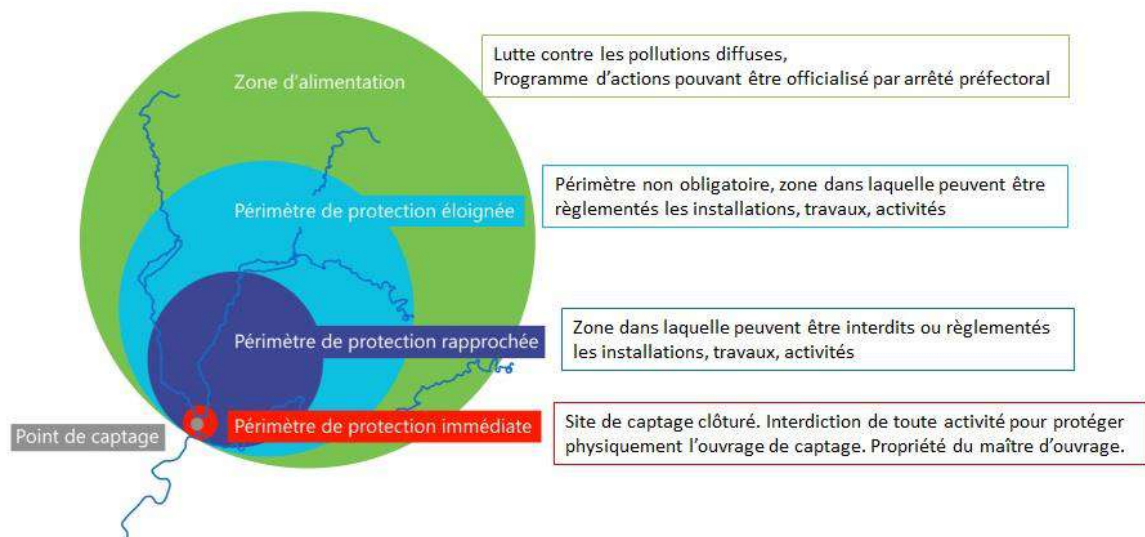 Zone d'alimentation
Lutte contre les pollutions diffuses,
Programme d'actions pouvant être officialisé par arrêté préfectoral
Périmètre de protection éloignée
Périmètre non obligatoire, zone dans laquelle peuvent être
règlementés les installations, travaux, activités
Périmètre de protection rapprochée
Zone dans laquelle peuvent être interdits ou règlementés
les installations, travaux, activités
Point de captage
Périmètre de protection immédiate
Site de captage clôturé. Interdiction de toute activité pour protéger
physiquement l'ouvrage de captage. Propriété du maître d'ouvrage.